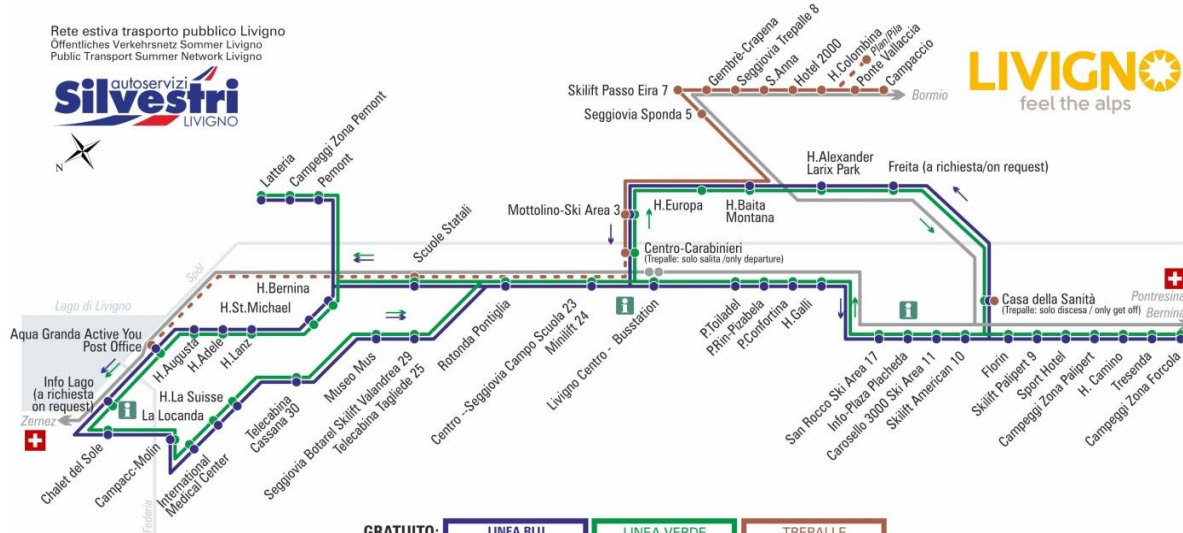 Rete estiva trasporto pubblico Livigno
Öffentliches Verkehrsnetz Sommer Livigno
Public Transport Summer Network Livigno
autoservizi
Silvestri
LIVIGNO
N
LIVIGNO
feel the alps
Gembrè-Crapena
Seggiovia Trepalle 8
S.Anna
Hotel 2000
H.Colombina
Pian/Pila
Ponte Vallaccia
Campaccio
Skilift Passo Eira 7
Bormio
Seggiovia Sponda 5
Latteria
Campeggi Zona Pemont
Pemont
H.Alexander
Larix Park
Freita (a richiesta/on request)
H.Europa
H.Baita
Montana
Mottolino-Ski Area 3
Scuole Statali
Centro-Carabinieri
(Trepalle: solo salita /only departure)
Spöl
H.Bernina
H.St.Michael
Lago di Livigno
Aqua Granda Active You
Post Office
H.Augusta
H.Adele
H.Lanz
Casa della Sanità
(Trepalle: solo discesa / only get off)
Pontresina
Bernina
Info Lago
(a richiesta
on request)
Zernez
H.La Suisse
La Locanda
Chalet del Sole
Campacc-Molin
International
Medical Center
Telecabina
Cassana 30
Museo Mus
Seggiovia Botarel Skilift Valandrea 29
Telecabina Tagliede 25
Rotonda Pontiglia
Centro --Seggiovia Campo Scuola 23
Minilift 24
i
Livigno Centro - Busstation
P.Toiladel
P.Rin-Pizabela
P.Confortina
H.Galli
i
San Rocco Ski Area 17
Info-Plaza Placheda
Carosello 3000 Ski Area 11
Skilift American 10
Florin
Skilift Palipert 9
Sport Hotel
Campeggi Zona Palipert
H. Camino
Tresenda
Campeggi Zona Forcola
i
Federia
GRATUITO:
LINEA BLU
LINEA VERDE
TREPALLE